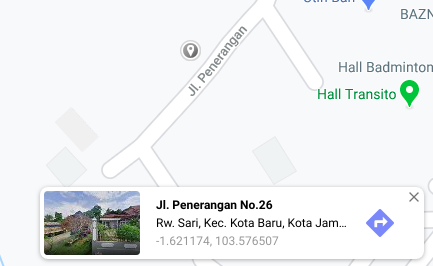 Utin Bun
BAZN
Jl. Penerangan
Hall Badminton
Hall Transito
Jl. Penerangan No.26
Rw. Sari, Kec. Kota Baru, Kota Jam...
-1.621174, 103.576507